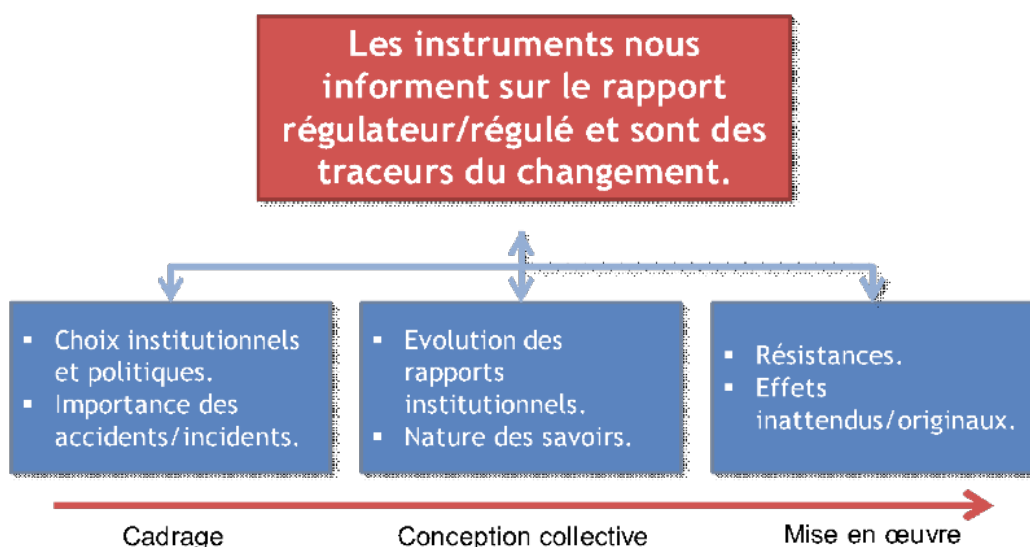 Les instruments nous
informent sur le rapport
régulateur/régulé et sont des
traceurs du changement.
▪ Choix institutionnels
et politiques.
▪ Importance des
accidents/incidents.
▪ Evolution des
rapports
institutionnels.
▪ Nature des savoirs.
▪ Résistances.
▪ Effets
inattendus/originaux.
Cadrage
Conception collective
Mise en œuvre